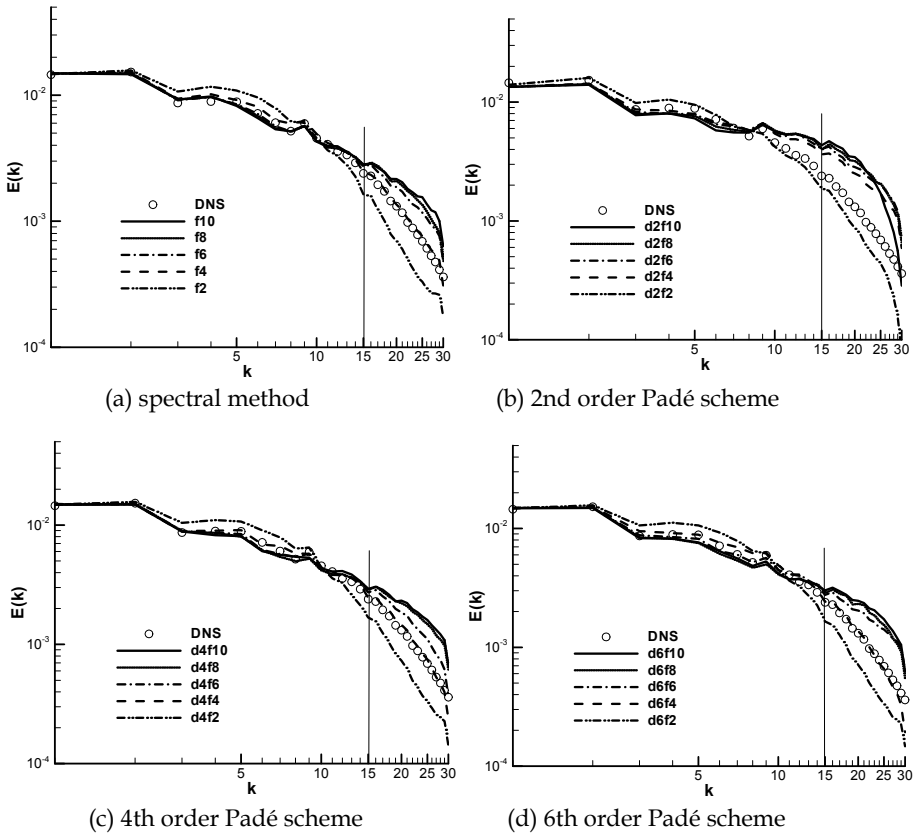 E(k)
10^-2
10^-3
10^-4
DNS
f10
f8
f6
f4
f2
5 10 15 20 25 30
k
(a) spectral method
E(k)
10^-2
10^-3
10^-4
DNS
d2f10
d2f8
d2f6
d2f4
d2f2
5 10 15 20 25 30
k
(b) 2nd order Padé scheme
E(k)
10^-2
10^-3
10^-4
DNS
d4f10
d4f8
d4f6
d4f4
d4f2
5 10 15 20 25 30
k
(c) 4th order Padé scheme
E(k)
10^-2
10^-3
10^-4
DNS
d6f10
d6f8
d6f6
d6f4
d6f2
5 10 15 20 25 30
k
(d) 6th order Padé scheme